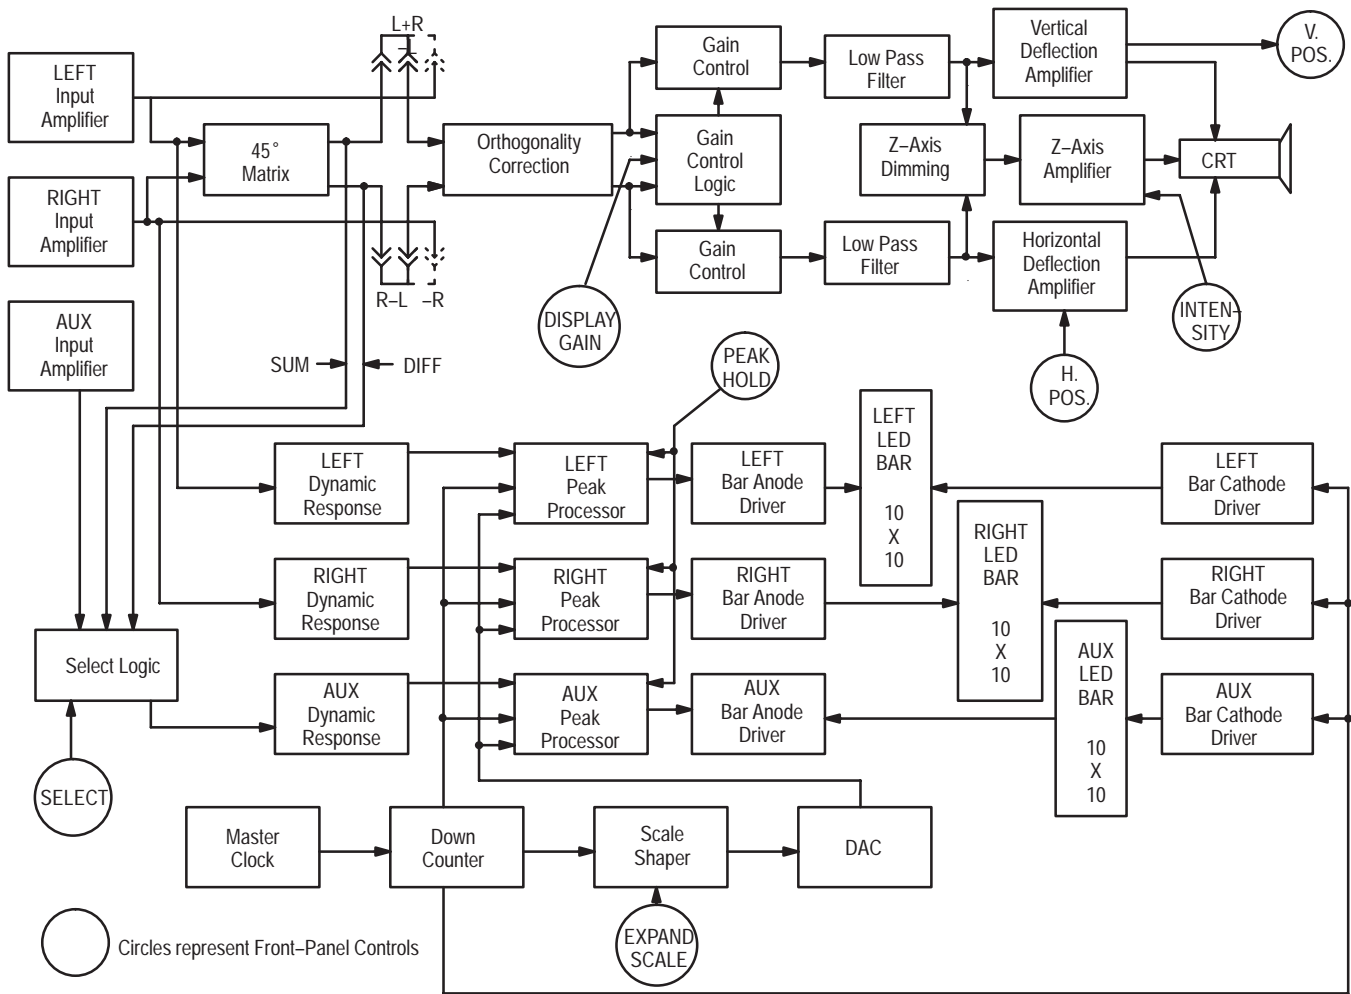 L+R
–L
LEFT
Input
Amplifier
45°
Matrix
RIGHT
Input
Amplifier
R–L –R
AUX
Input
Amplifier
SUM
DIFF
Orthogonality
Correction
Gain
Control
Gain
Control
Logic
Gain
Control
DISPLAY
GAIN
Low Pass
Filter
Low Pass
Filter
Vertical
Deflection
Amplifier
V.
POS.
Z–Axis
Dimming
Z–Axis
Amplifier
CRT
Horizontal
Deflection
Amplifier
INTEN–
SITY
H.
POS.
PEAK
HOLD
LEFT
Dynamic
Response
LEFT
Peak
Processor
LEFT
Bar Anode
Driver
LEFT
LED
BAR
10
X
10
LEFT
Bar Cathode
Driver
RIGHT
Dynamic
Response
RIGHT
Peak
Processor
RIGHT
Bar Anode
Driver
RIGHT
LED
BAR
10
X
10
RIGHT
Bar Cathode
Driver
Select Logic
SELECT
AUX
Dynamic
Response
AUX
Peak
Processor
AUX
Bar Anode
Driver
AUX
LED
BAR
10
X
10
AUX
Bar Cathode
Driver
Master
Clock
Down
Counter
Scale
Shaper
DAC
EXPAND
SCALE
Circles represent Front–Panel Controls